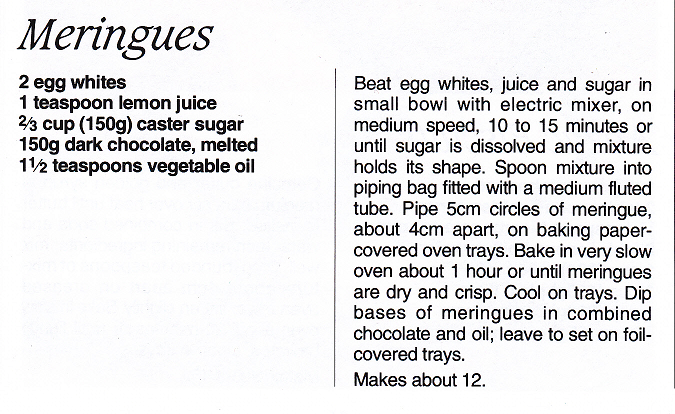 Meringues
2 egg whites
1 teaspoon lemon juice
⅔ cup (150g) caster sugar
150g dark chocolate, melted
1½ teaspoons vegetable oil
Beat egg whites, juice and sugar in
small bowl with electric mixer, on
medium speed, 10 to 15 minutes or
until sugar is dissolved and mixture
holds its shape. Spoon mixture into
piping bag fitted with a medium fluted
tube. Pipe 5cm circles of meringue,
about 4cm apart, on baking paper-
covered oven trays. Bake in very slow
oven about 1 hour or until meringues
are dry and crisp. Cool on trays. Dip
bases of meringues in combined
chocolate and oil; leave to set on foil-
covered trays.
Makes about 12.